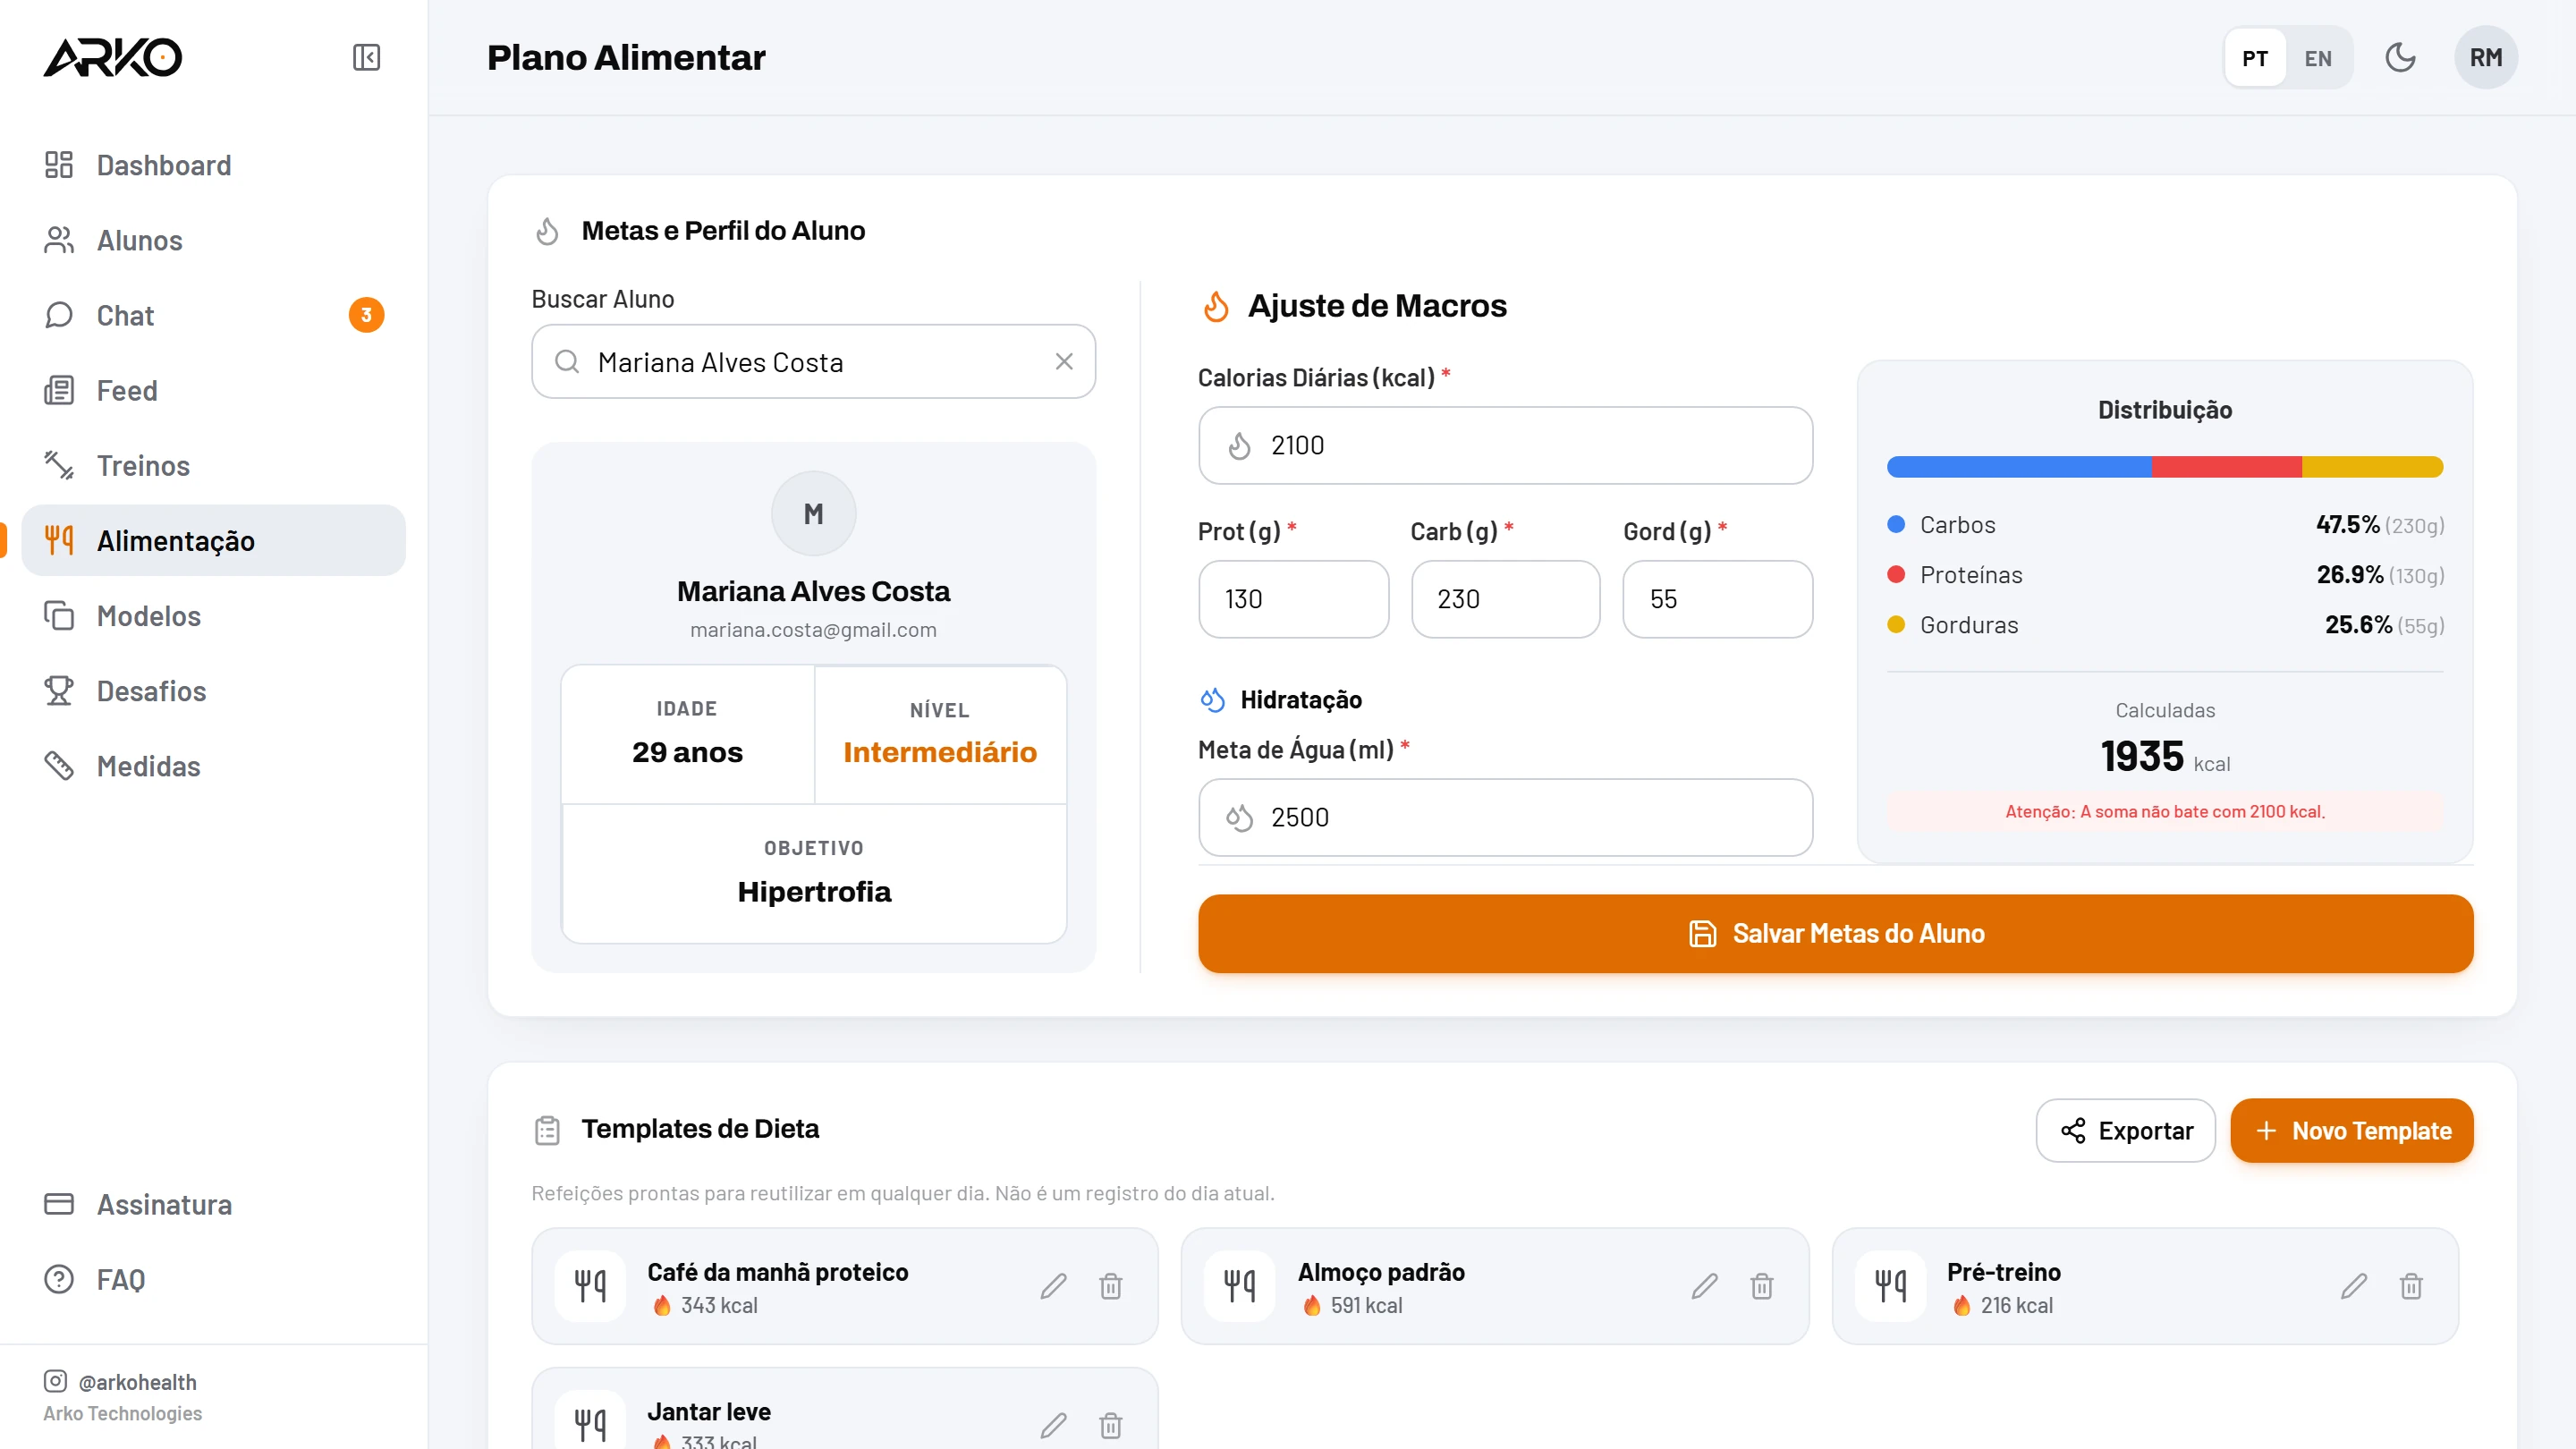 ARKO
Dashboard
Alunos
Chat
3
Feed
Treinos
Alimentação
Modelos
Desafios
Medidas
Assinatura
FAQ
@arkohealth
Arko Technologies
Plano Alimentar
PT
EN
RM
Metas e Perfil do Aluno
Buscar Aluno
Mariana Alves Costa
M
Mariana Alves Costa
mariana.costa@gmail.com
IDADE
29 anos
NÍVEL
Intermediário
OBJETIVO
Hipertrofia
Ajuste de Macros
Calorias Diárias (kcal) *
2100
Prot (g) *
130
Carb (g) *
230
Gord (g) *
55
Hidratação
Meta de Água (ml) *
2500
Distribuição
Carbos 47.5% (230g)
Proteínas 26.9% (130g)
Gorduras 25.6% (55g)
Calculadas
1935 kcal
Atenção: A soma não bate com 2100 kcal.
Salvar Metas do Aluno
Templates de Dieta
Exportar
+ Novo Template
Refeições prontas para reutilizar em qualquer dia. Não é um registro do dia atual.
Café da manhã proteico
343 kcal
Almoço padrão
591 kcal
Pré-treino
216 kcal
Jantar leve
333 kcal